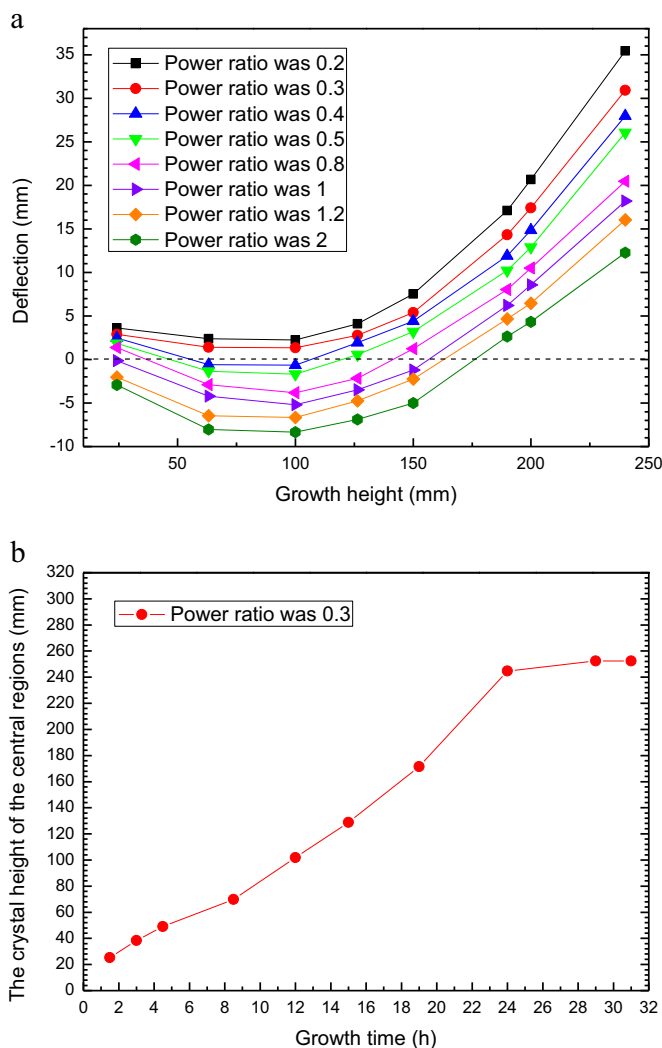 a
35
30
25
20
15
10
5
0
-5
-10
Deflection (mm)
Power ratio was 0.2
Power ratio was 0.3
Power ratio was 0.4
Power ratio was 0.5
Power ratio was 0.8
Power ratio was 1
Power ratio was 1.2
Power ratio was 2
50 100 150 200 250
Growth height (mm)
b
320
300
280
260
240
220
200
180
160
140
120
100
80
60
40
20
0
The crystal height of the central regions (mm)
Power ratio was 0.3
0 2 4 6 8 10 12 14 16 18 20 22 24 26 28 30 32
Growth time (h)